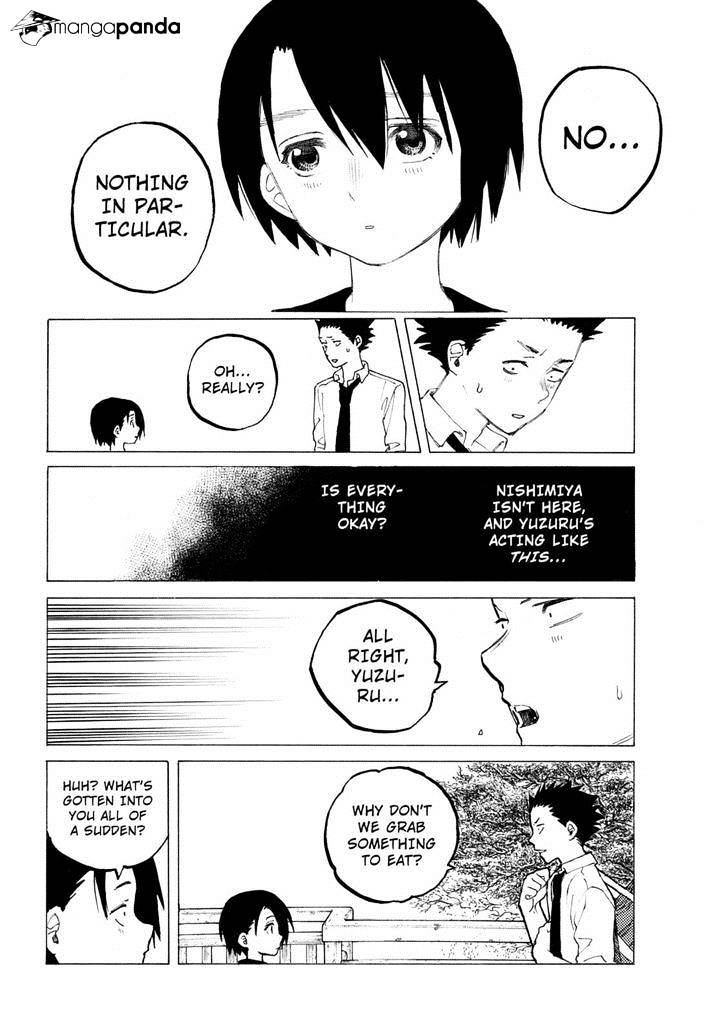 mangapanda
NO...
NOTHING
IN PAR-
TICULAR.
OH...
REALLY?
NISHIMIYA
ISN'T HERE,
AND YUZURU'S
ACTING LIKE
THIS...
IS EVERY-
THING
OKAY?
ALL
RIGHT,
YUZU-
RU...
WHY DON'T
WE GRAB
SOMETHING
TO EAT?
HUH? WHAT'S
GOTTEN INTO
YOU ALL OF
A SUDDEN?